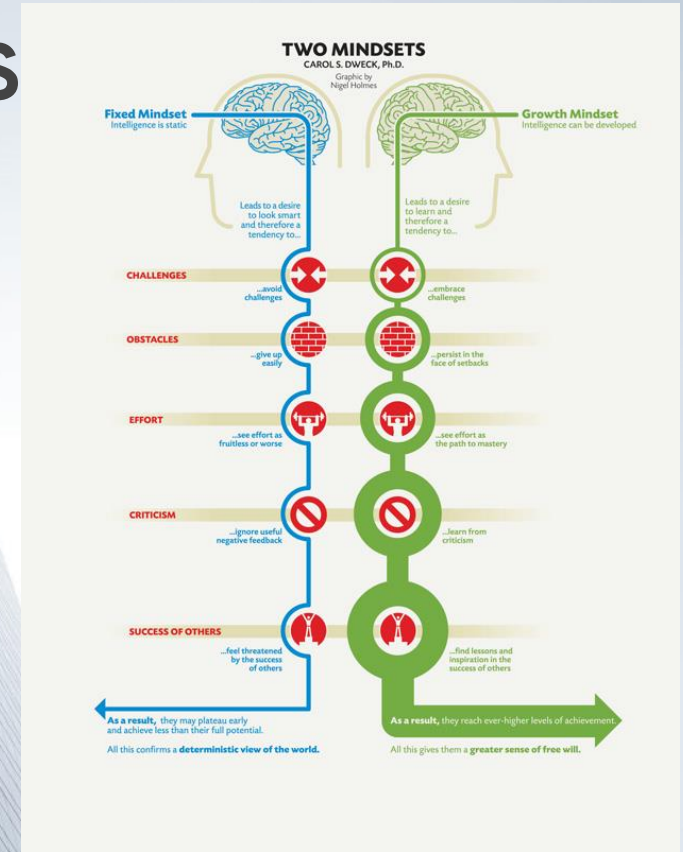 S
TWO MINDSETS
CAROL S. DWECK, Ph.D.
Graphic by
Nigel Holmes
Fixed Mindset
Intelligence is static
Growth Mindset
Intelligence can be developed
Leads to a desire
to look smart
and therefore a
tendency to...
Leads to a desire
to learn and
therefore a
tendency to...
CHALLENGES
...avoid
challenges
...embrace
challenges
OBSTACLES
...give up
easily
...persist in the
face of setbacks
EFFORT
...see effort as
fruitless or worse
...see effort as
the path to mastery
CRITICISM
...ignore useful
negative feedback
...learn from
criticism
SUCCESS OF OTHERS
...feel threatened
by the success
of others
...find lessons and
inspiration in the
success of others
As a result, they may plateau early
and achieve less than their full potential.
All this confirms a deterministic view of the world.
As a result, they reach ever-higher levels of achievement.
All this gives them a greater sense of free will.